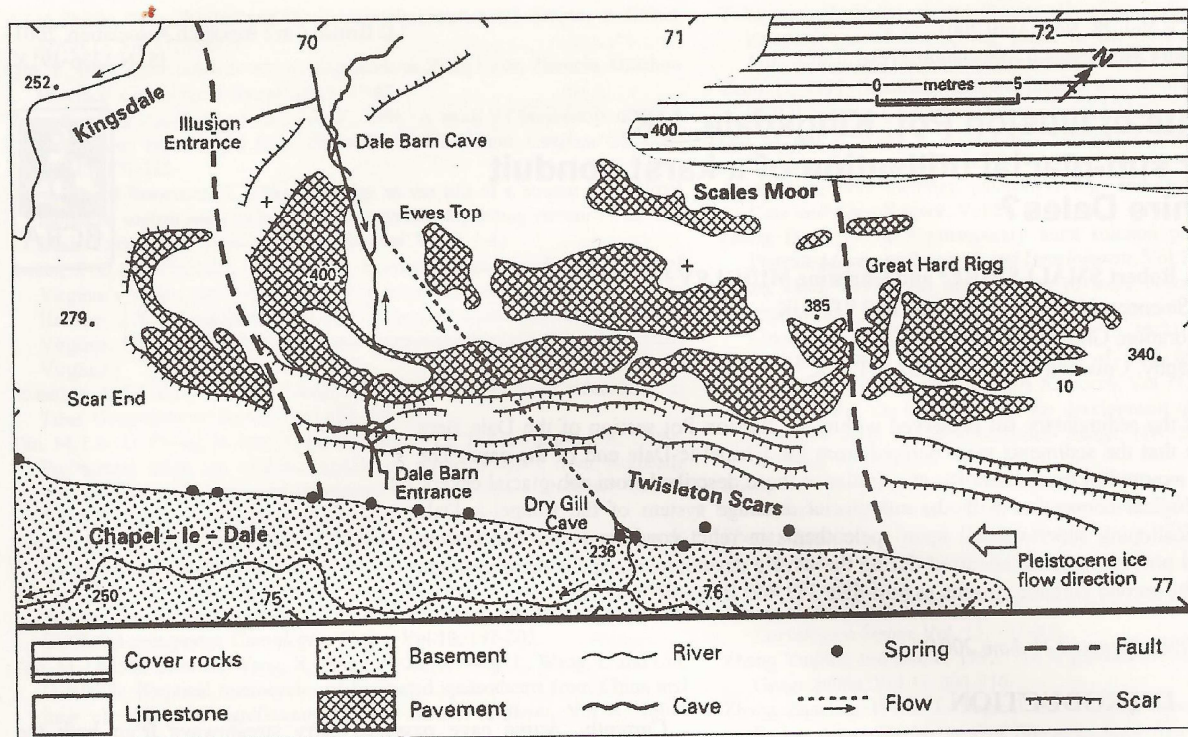 70
71
72
252
Kingsdale
Illusion
Entrance
Dale Barn Cave
0 metres 5
N
400
Scales Moor
Ewes Top
Great Hard Rigg
400
385
279
340
10
Scar End
Dale Barn
Entrance
Twisleton Scars
Dry Gill
Cave
236
Chapel - le - Dale
Pleistocene ice
flow direction
250
75
76
77
Cover rocks
Basement
River
Spring
Fault
Limestone
Pavement
Cave
Flow
Scar